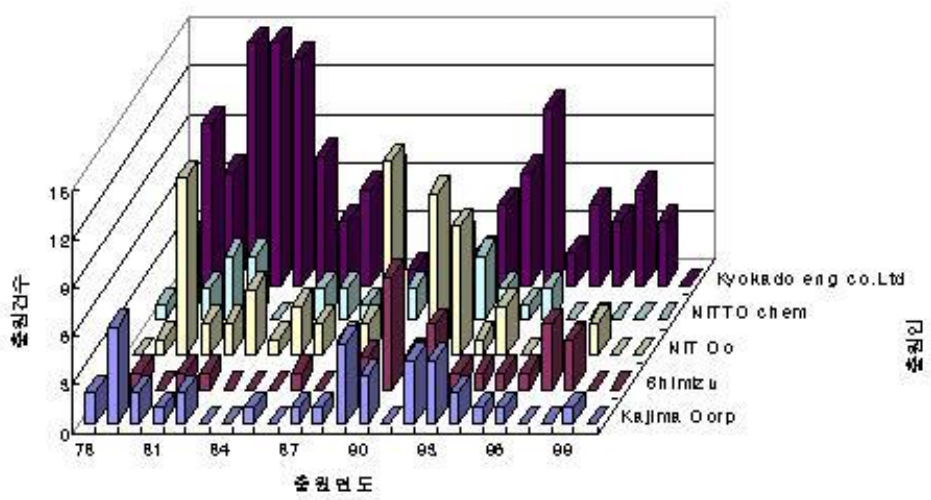 15
12
9
6
3
0
출원건수
78 81 84 87 90 93 96 99
출원연도
Kyokado eng co.Ltd
NITTO chem
NIT Co
Shimizu
Kajima Corp
출원인